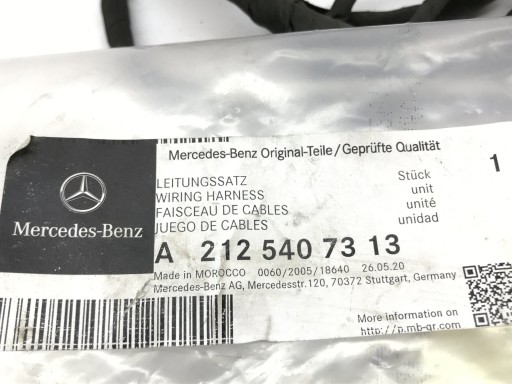 Mercedes-Benz Original-Teile/Geprüfte Qualität
LEITUNGSSATZ
WIRING HARNESS
FAISCEAU DE CABLES
JUEGO DE CABLES
Stück
unit
unité
unidad
1
Mercedes-Benz
A 212 540 73 13
Made in MOROCCO 0060/2005/18640 26.05.20
Mercedes-Benz AG, Mercedesstr.120, 70372 Stuttgart, Germany
More information on
http://p.mb-qr.com